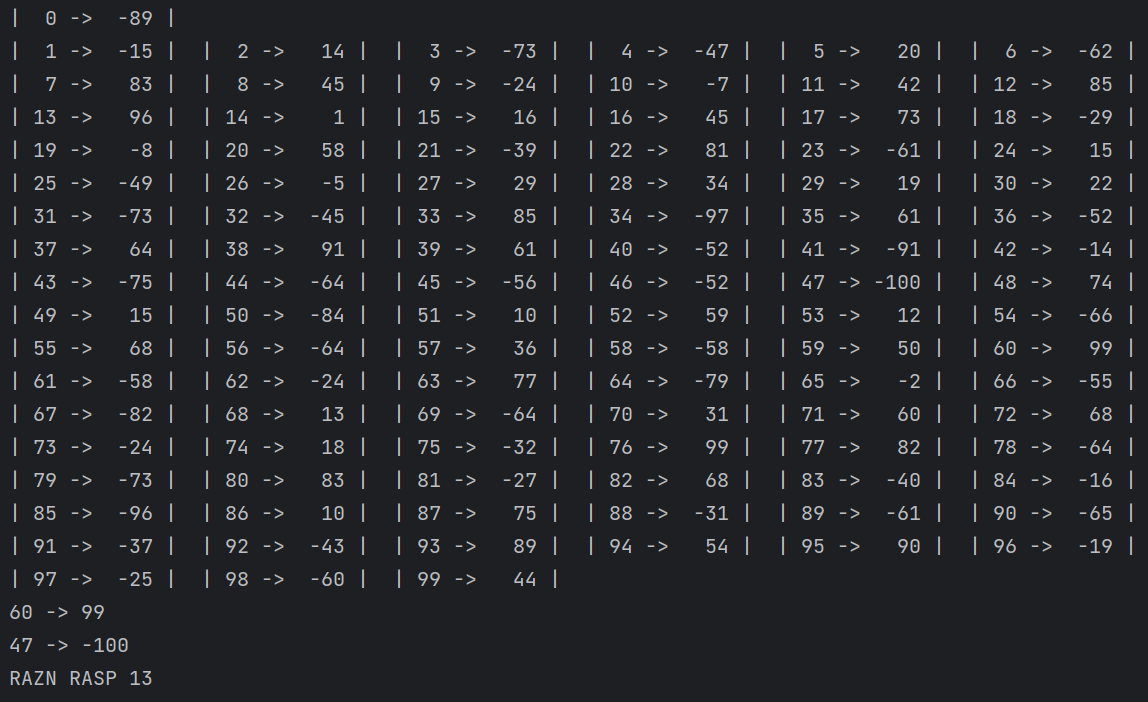 |  0 ->  -89 |
|  1 ->  -15 |  |  2 ->   14 |  |  3 ->  -73 |  |  4 ->  -47 |  |  5 ->   20 |  |  6 ->  -62 |
|  7 ->   83 |  |  8 ->   45 |  |  9 ->  -24 |  | 10 ->   -7 |  | 11 ->   42 |  | 12 ->   85 |
| 13 ->   96 |  | 14 ->    1 |  | 15 ->   16 |  | 16 ->   45 |  | 17 ->   73 |  | 18 ->  -29 |
| 19 ->   -8 |  | 20 ->   58 |  | 21 ->  -39 |  | 22 ->   81 |  | 23 ->  -61 |  | 24 ->   15 |
| 25 ->  -49 |  | 26 ->   -5 |  | 27 ->   29 |  | 28 ->   34 |  | 29 ->   19 |  | 30 ->   22 |
| 31 ->  -73 |  | 32 ->  -45 |  | 33 ->   85 |  | 34 ->  -97 |  | 35 ->   61 |  | 36 ->  -52 |
| 37 ->   64 |  | 38 ->   91 |  | 39 ->   61 |  | 40 ->  -52 |  | 41 ->  -91 |  | 42 ->  -14 |
| 43 ->  -75 |  | 44 ->  -64 |  | 45 ->  -56 |  | 46 ->  -52 |  | 47 -> -100 |  | 48 ->   74 |
| 49 ->   15 |  | 50 ->  -84 |  | 51 ->   10 |  | 52 ->   59 |  | 53 ->   12 |  | 54 ->  -66 |
| 55 ->   68 |  | 56 ->  -64 |  | 57 ->   36 |  | 58 ->  -58 |  | 59 ->   50 |  | 60 ->   99 |
| 61 ->  -58 |  | 62 ->  -24 |  | 63 ->   77 |  | 64 ->  -79 |  | 65 ->   -2 |  | 66 ->  -55 |
| 67 ->  -82 |  | 68 ->   13 |  | 69 ->  -64 |  | 70 ->   31 |  | 71 ->   60 |  | 72 ->   68 |
| 73 ->  -24 |  | 74 ->   18 |  | 75 ->  -32 |  | 76 ->   99 |  | 77 ->   82 |  | 78 ->  -64 |
| 79 ->  -73 |  | 80 ->   83 |  | 81 ->  -27 |  | 82 ->   68 |  | 83 ->  -40 |  | 84 ->  -16 |
| 85 ->  -96 |  | 86 ->   10 |  | 87 ->   75 |  | 88 ->  -31 |  | 89 ->  -61 |  | 90 ->  -65 |
| 91 ->  -37 |  | 92 ->  -43 |  | 93 ->   89 |  | 94 ->   54 |  | 95 ->   90 |  | 96 ->  -19 |
| 97 ->  -25 |  | 98 ->  -60 |  | 99 ->   44 |
60 -> 99
47 -> -100
RAZN RASP 13